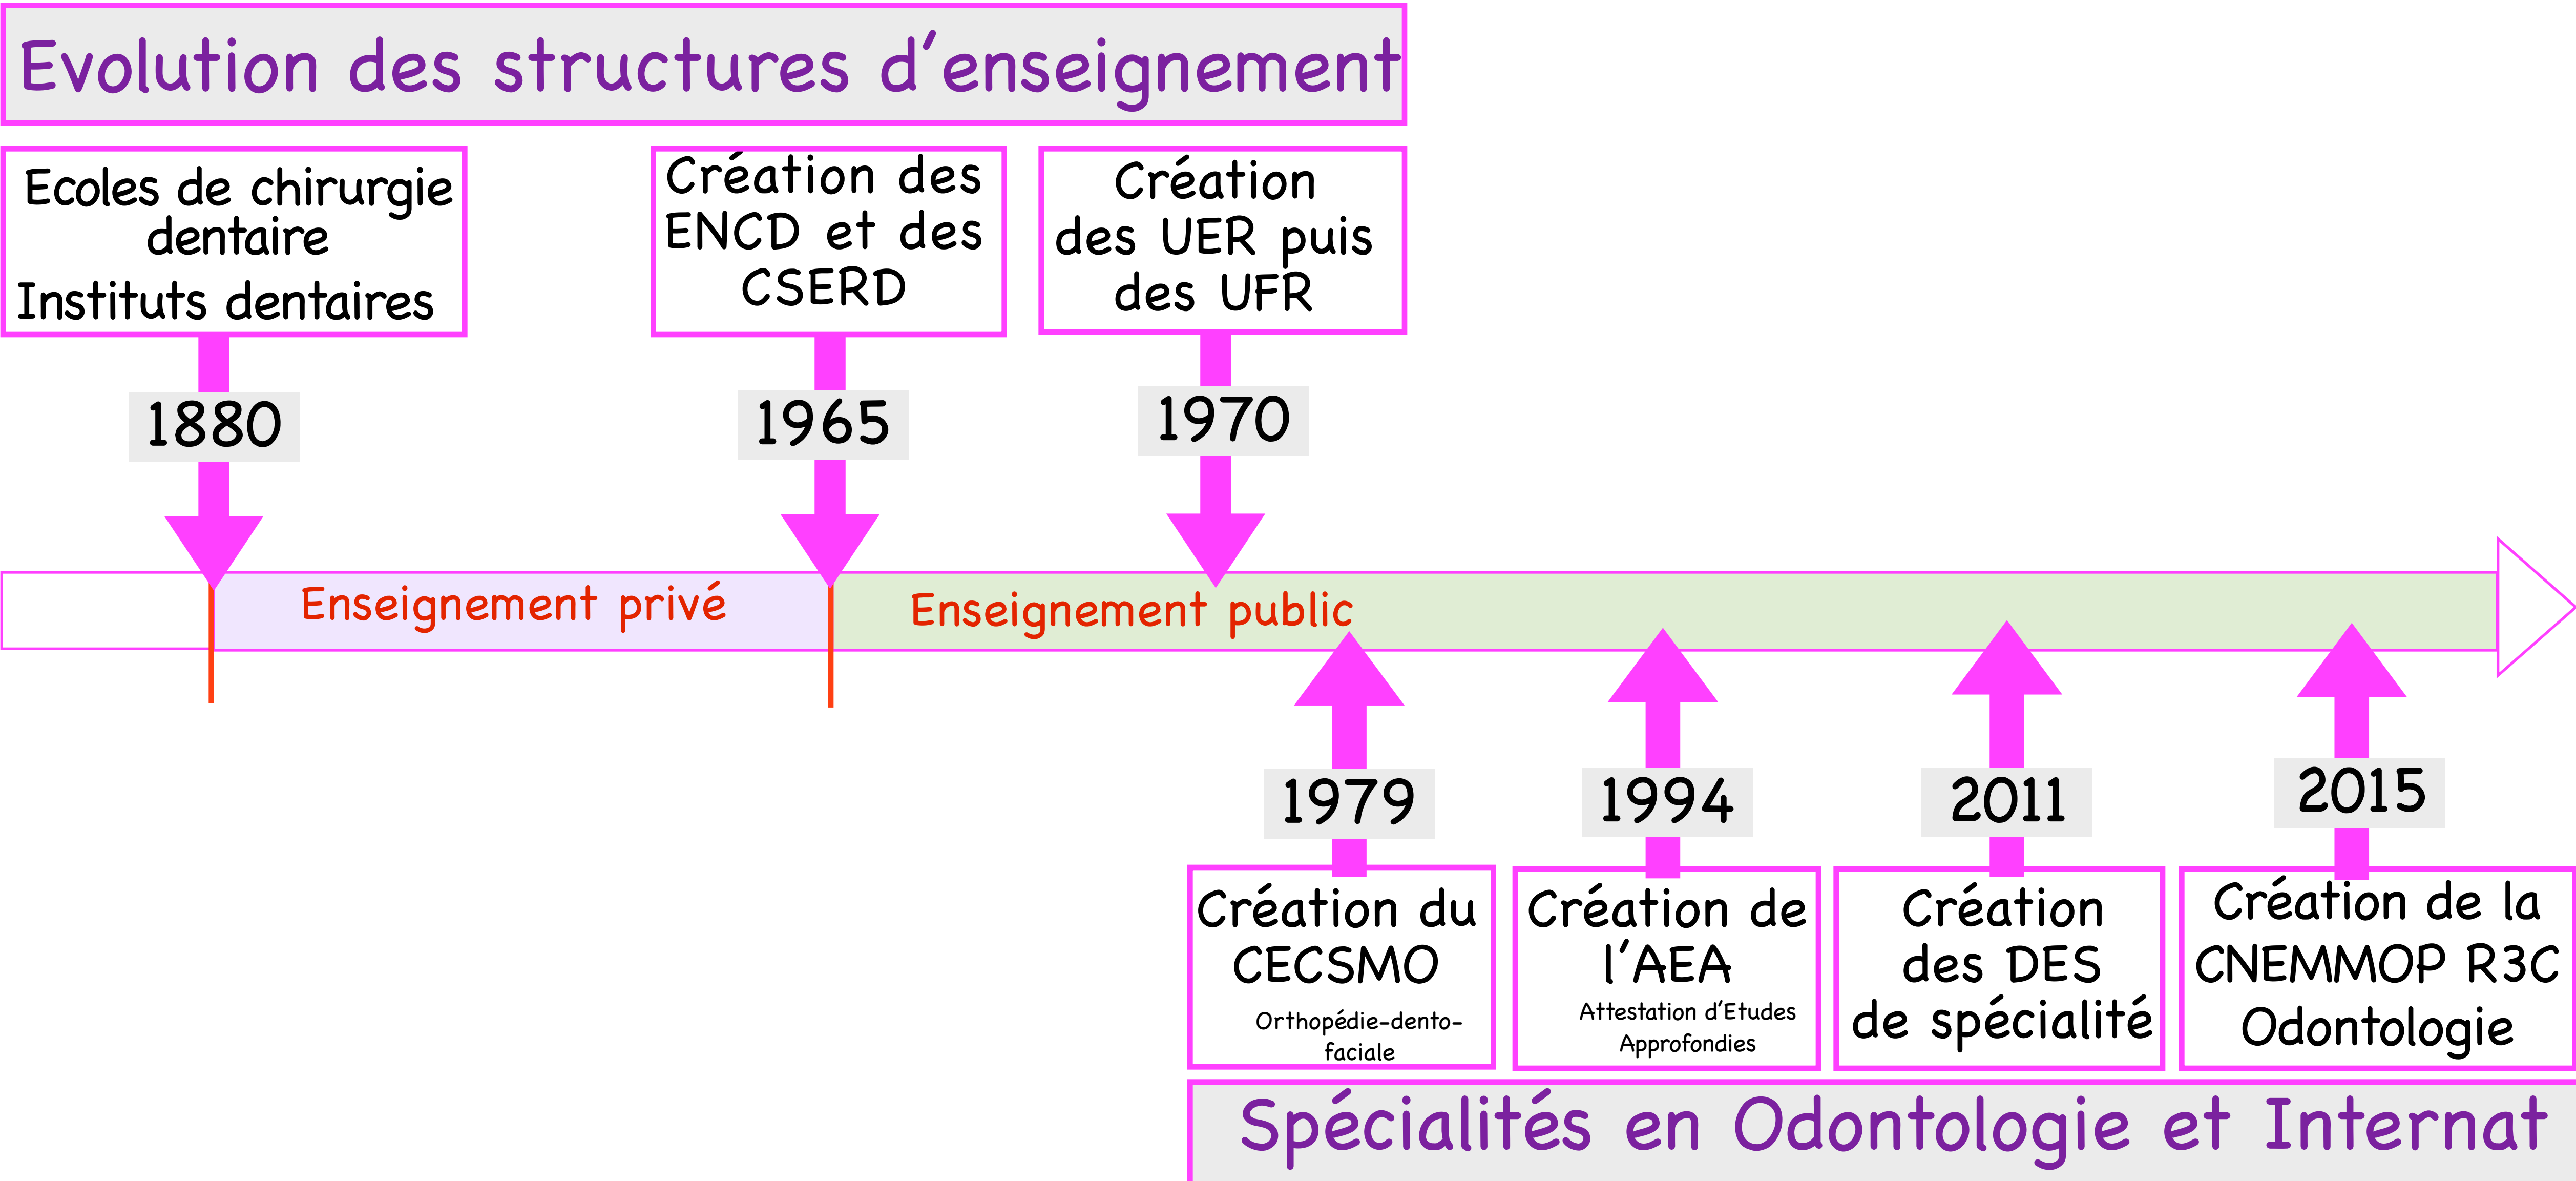 Evolution des structures d'enseignement
Ecoles de chirurgie
dentaire
Instituts dentaires
Création des
ENCD et des
CSERD
Création
des UER puis
des UFR
1880
1965
1970
Enseignement privé
Enseignement public
1979
1994
2011
2015
Création du
CECSMO
Orthopédie-dento-
faciale
Création de
l'AEA
Attestation d'Etudes
Approfondies
Création
des DES
de spécialité
Création de la
CNEMMOP R3C
Odontologie
Spécialités en Odontologie et Internat